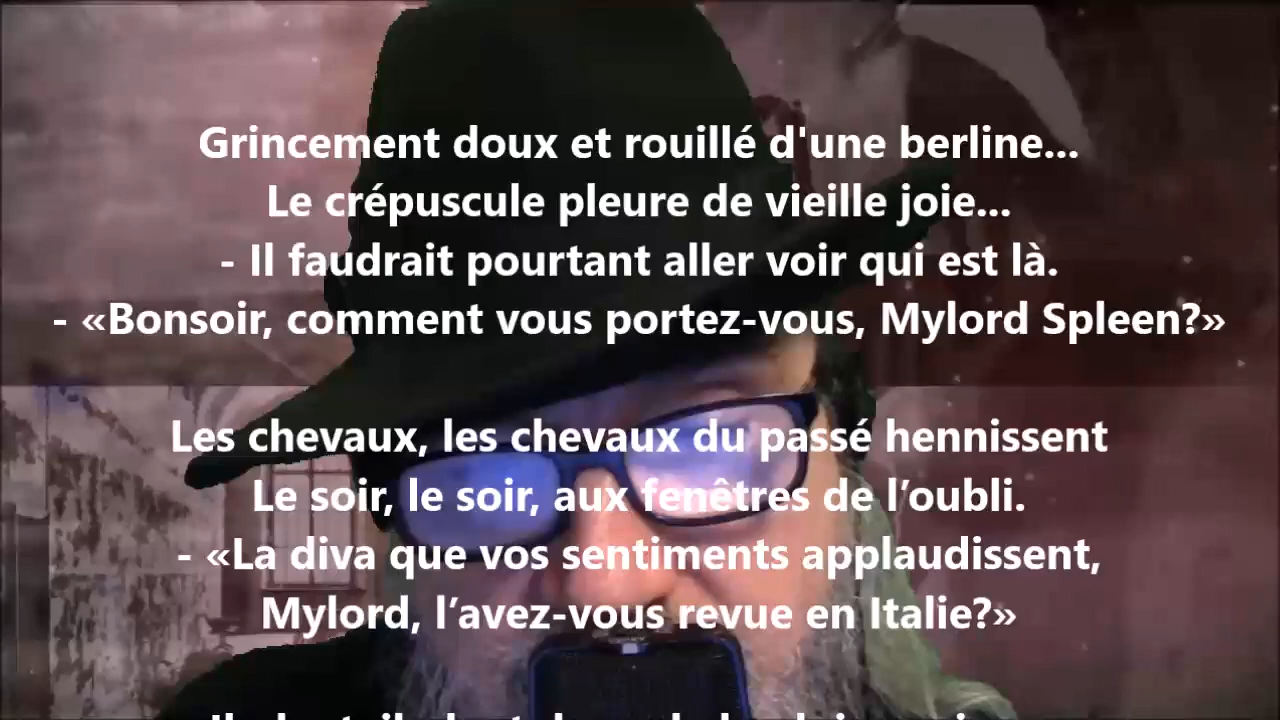 Grincement doux et rouillé d'une berline...
Le crépuscule pleure de vieille joie...
- Il faudrait pourtant aller voir qui est là.
- «Bonsoir, comment vous portez-vous, Mylord Spleen?»
Les chevaux, les chevaux du passé hennissent
Le soir, le soir, aux fenêtres de l’oubli.
- «La diva que vos sentiments applaudissent,
Mylord, l’avez-vous revue en Italie?»